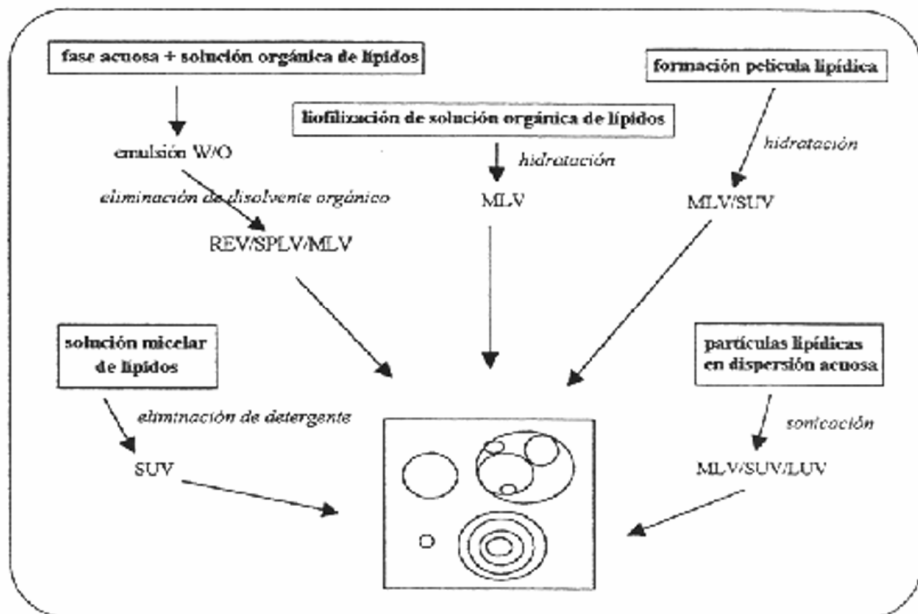 fase acuosa + solución orgánica de lípidos
formación película lipídica
liofilización de solución orgánica de lípidos
emulsión W/O
hidratación
hidratación
eliminación de disolvente orgánico
MLV
MLV/SUV
REV/SPLV/MLV
solución micelar
de lípidos
partículas lipídicas
en dispersión acuosa
eliminación de detergente
sonicación
SUV
MLV/SUV/LUV